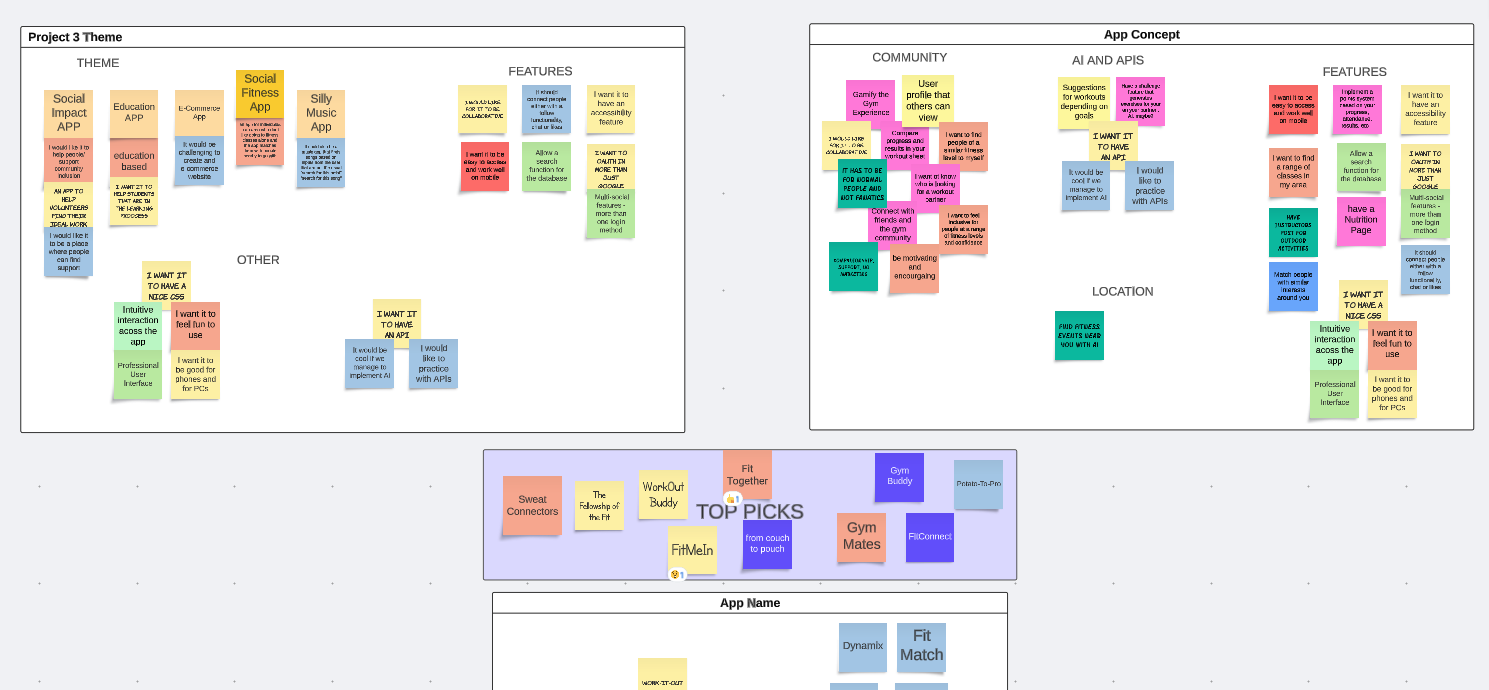 Project 3 Theme
THEME
Social
Impact
APP
Education
APP
E-Commerce
App
Social
Fitness
App
Silly
Music
App
I would like to
help people/
support
community
inclusion
education
based
It would be
challenging to
create and
e commerce
website
AN APP TO
HELP
VOLUNTEERS
FIND THEIR
IDEAL WORK
I WANT IT TO
HELP STUDENTS
THAT ARE IN
THE LEARNING
PROCESS
I would like it
to be a place
where people
can find
support
FEATURES
I WOULD LIKE
FOR IT TO BE
COLLABORATIVE
It should
connect people
either with a
follow
functionality,
chat or likes
I want it to
have an
accessibility
feature
I want it to be
easy to access
and work well
on mobile
Allow a
search
function for
the database
I WANT TO
OAUTH IN
MORE THAN
JUST
GOOGLE
Multi-social
features -
more than
one login
method
OTHER
I WANT IT
TO HAVE A
NICE CSS
Intuitive
interaction
acoss the
app
I want it to
feel fun to
use
Professional
User
Interface
I want it to
be good for
phones and
for PCs
I WANT IT
TO HAVE
AN API
It would be
cool if we
manage to
implement AI
I would
like to
practice
with APIs
App Concept
COMMUNITY
Gamify the
Gym
Experience
User
profile that
others can
view
I WOULD LIKE
FOR IT TO BE
COLLABORATIVE
Compare
progress and
results in your
workout sheet
I want to find
people of a
similar fitness
level to myself
IT HAS TO BE
FOR NORMAL
PEOPLE AND
NOT FANATICS
I want ot know
who is looking
for a workout
partner
Connect with
friends and
the gym
community
I want to feel
inclusive for
people at a range
of fitness levels
and confidence
COMPANIONSHIP,
SUPPORT, NO
be motivating
and
encourgaing
AI AND APIS
Suggestions
for workouts
depending on
goals
Have a challenge
feature that
generates
exercises for your
on your partner.
AI, maybe?
I WANT IT
TO HAVE
AN API
It would be
cool if we
manage to
implement AI
I would
like to
practice
with APIs
LOCATION
FIND FITNESS
EVENTS NEAR
YOU WITH AI
FEATURES
I want it to be
easy to access
and work well
on mobile
Implement a
points system
based on your
progress,
attendance,
results, etc
I want it to
have an
accessibility
feature
I want to find
a range of
classes in
my area
Allow a
search
function for
the database
I WANT TO
OAUTH IN
MORE THAN
JUST
GOOGLE
HAVE
INSTRUCTORS
POST FOR
OUTDOOR
ACTIVITIES
have a
Nutrition
Page
Multi-social
features -
more than
one login
method
Match people
with similar
interests
around you
It should
connect people
either with a
follow
functionality,
chat or likes
I WANT IT
TO HAVE A
NICE CSS
Intuitive
interaction
acoss the
app
I want it to
feel fun to
use
Professional
User
Interface
I want it to
be good for
phones and
for PCs
TOP PICKS
Sweat
Connectors
The
Fellowship of
the Fit
WorkOut
Buddy
Fit
Together
1
FitMeIn
1
from couch
to pouch
Gym
Buddy
Potato-To-Pro
Gym
Mates
FitConnect
App Name
Dynamix
Fit
Match
WORK-IT-OUT